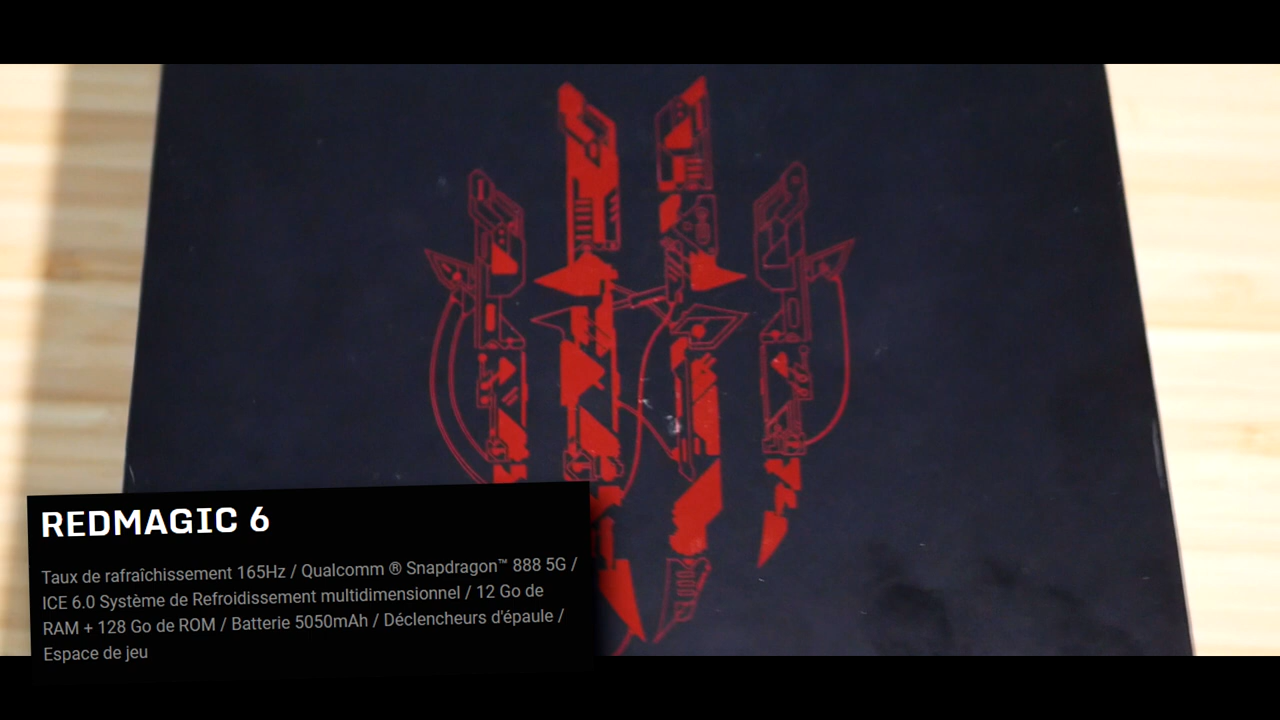 REDMAGIC 6
Taux de rafraîchissement 165Hz / Qualcomm ® Snapdragon™ 888 5G /
ICE 6.0 Système de Refroidissement multidimensionnel / 12 Go de
RAM + 128 Go de ROM / Batterie 5050mAh / Déclencheurs d'épaule /
Espace de jeu